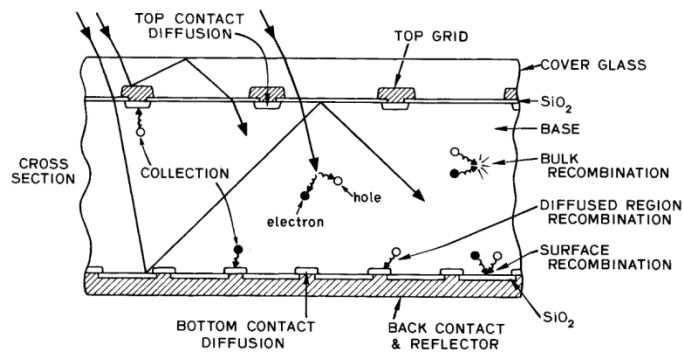 TOP CONTACT
DIFFUSION
TOP GRID
COVER GLASS
SiO2
BASE
CROSS
SECTION
COLLECTION
BULK
RECOMBINATION
hole
electron
DIFFUSED REGION
RECOMBINATION
SURFACE
RECOMBINATION
SiO2
BOTTOM CONTACT
DIFFUSION
BACK CONTACT
& REFLECTOR